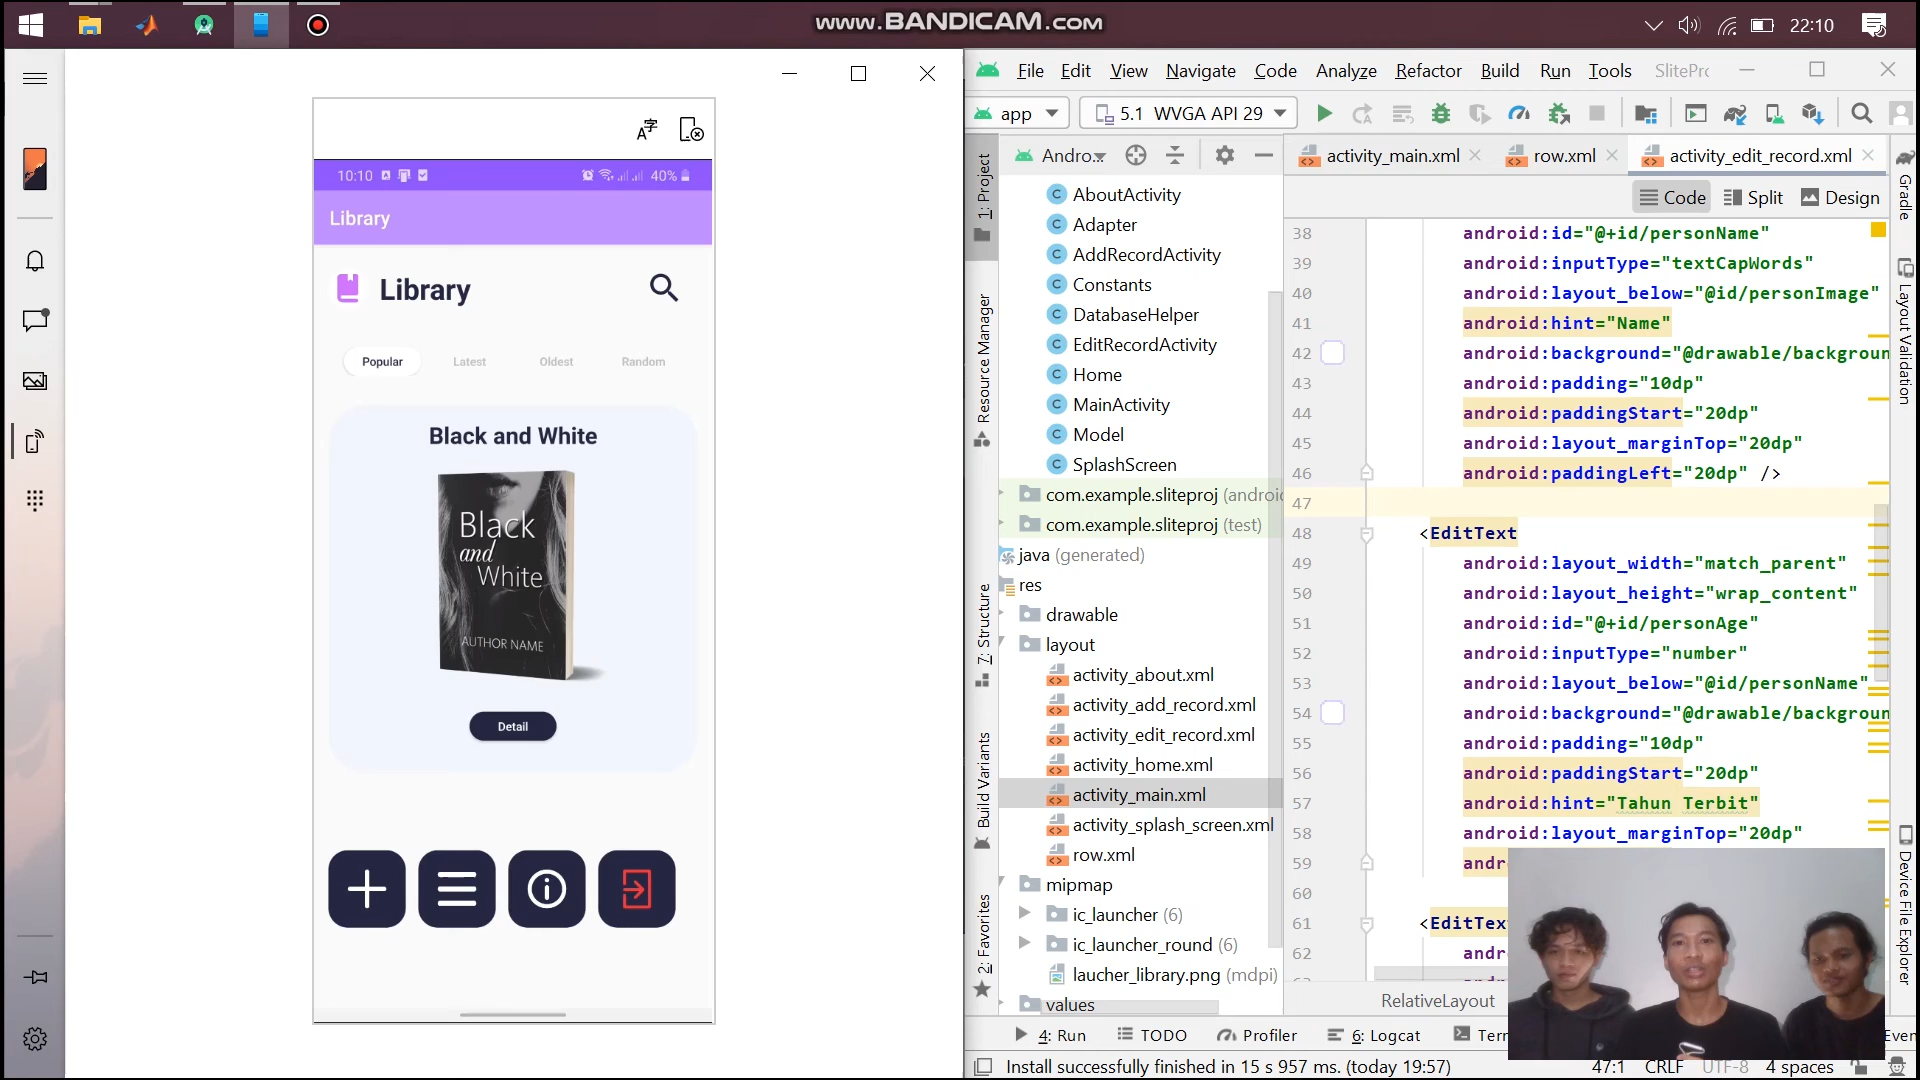 www.BANDICAM.com
22:10
10:10
40%
Library
Library
Popular
Latest
Oldest
Random
Black and White
Black
and
White
AUTHOR NAME
Detail
File Edit View Navigate Code Analyze Refactor Build Run Tools SlitePrc
app
5.1 WVGA API 29
Andro...
activity_main.xml
row.xml
activity_edit_record.xml
Code
Split
Design
1: Project
Resource Manager
7: Structure
Build Variants
2: Favorites
AboutActivity
Adapter
AddRecordActivity
Constants
DatabaseHelper
EditRecordActivity
Home
MainActivity
Model
SplashScreen
com.example.sliteproj (androi
com.example.sliteproj (test)
java (generated)
res
drawable
layout
activity_about.xml
activity_add_record.xml
activity_edit_record.xml
activity_home.xml
activity_main.xml
activity_splash_screen.xml
row.xml
mipmap
ic_launcher (6)
ic_launcher_round (6)
laucher_library.png (mdpi)
values
38 android:id="@+id/personName"
39 android:inputType="textCapWords"
40 android:layout_below="@id/personImage"
41 android:hint="Name"
42 android:background="@drawable/backgroun
43 android:padding="10dp"
44 android:paddingStart="20dp"
45 android:layout_marginTop="20dp"
46 android:paddingLeft="20dp" />
47
48 <EditText
49 android:layout_width="match_parent"
50 android:layout_height="wrap_content"
51 android:id="@+id/personAge"
52 android:inputType="number"
53 android:layout_below="@id/personName"
54 android:background="@drawable/backgroun
55 android:padding="10dp"
56 android:paddingStart="20dp"
57 android:hint="Tahun Terbit"
58 android:layout_marginTop="20dp"
59 andr
60
61 <EditTex
62 andr
RelativeLayout
Gradle
Layout Validation
Device File Explorer
4: Run
TODO
Profiler
6: Logcat
Tern
Even
Install successfully finished in 15 s 957 ms. (today 19:57)
47:1 CRLF UTF-8 4 spaces